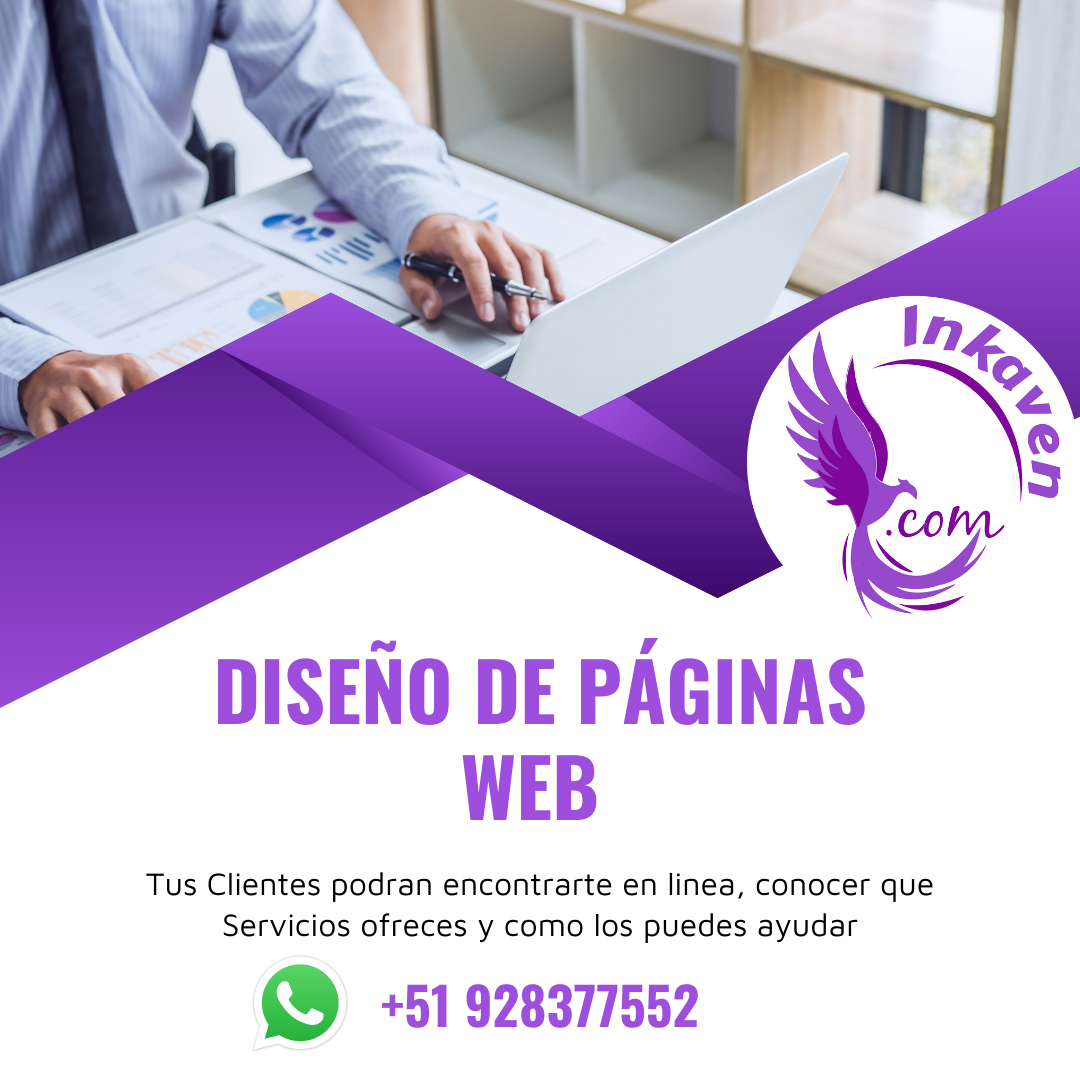 Inkaven
.com
DISEÑO DE PÁGINAS
WEB
Tus Clientes podran encontrarte en linea, conocer que
Servicios ofreces y como los puedes ayudar
+51 928377552